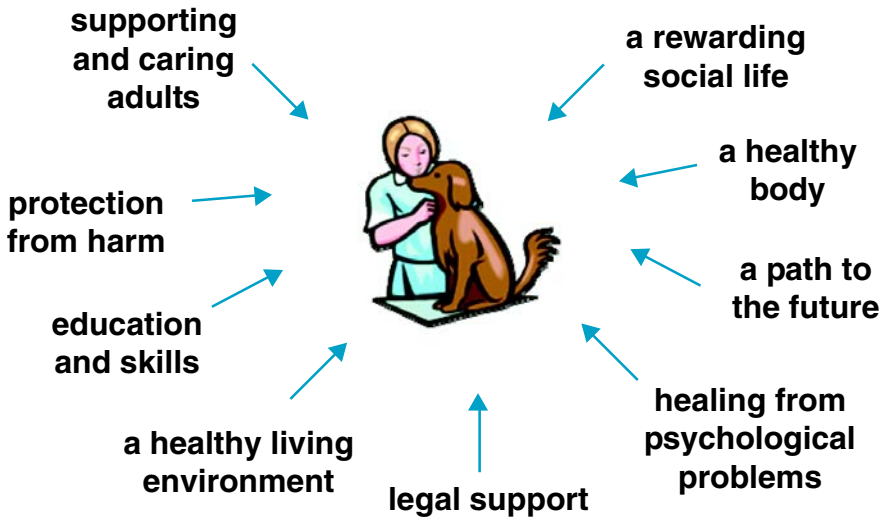 supporting
and caring
adults
a rewarding
social life
a healthy
body
protection
from harm
a path to
the future
education
and skills
healing from
psychological
problems
a healthy living
environment
legal support